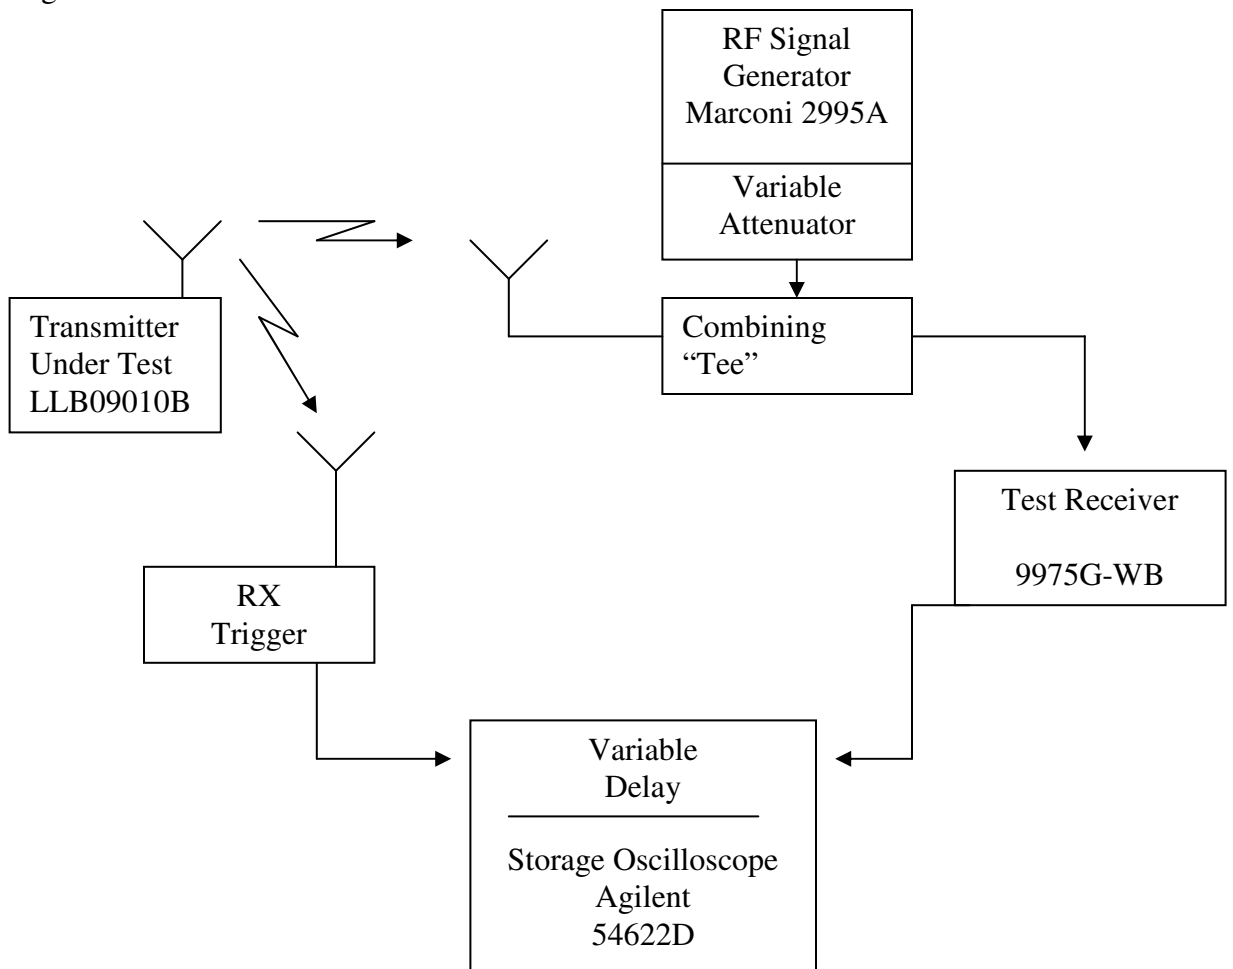 RF Signal
Generator
Marconi 2995A
Variable
Attenuator
Transmitter
Under Test
LLB09010B
Combining
“Tee”
Test Receiver
9975G-WB
RX
Trigger
Variable
Delay
Storage Oscilloscope
Agilent
54622D